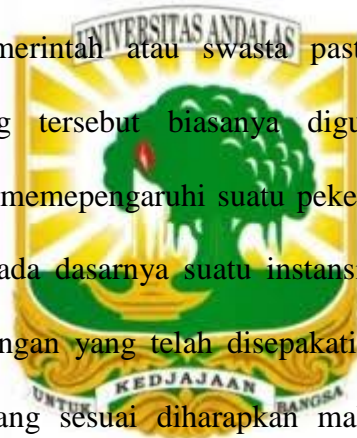 UNIVERSITAS ANDALAS
merintah atau swasta past
g tersebut biasanya digu
memepengaruhi suatu peke
ada dasarnya suatu instansi
ngan yang telah disepakati
KEDJAJAAN
UNTUK BANGSA
ang sesuai diharapkan ma